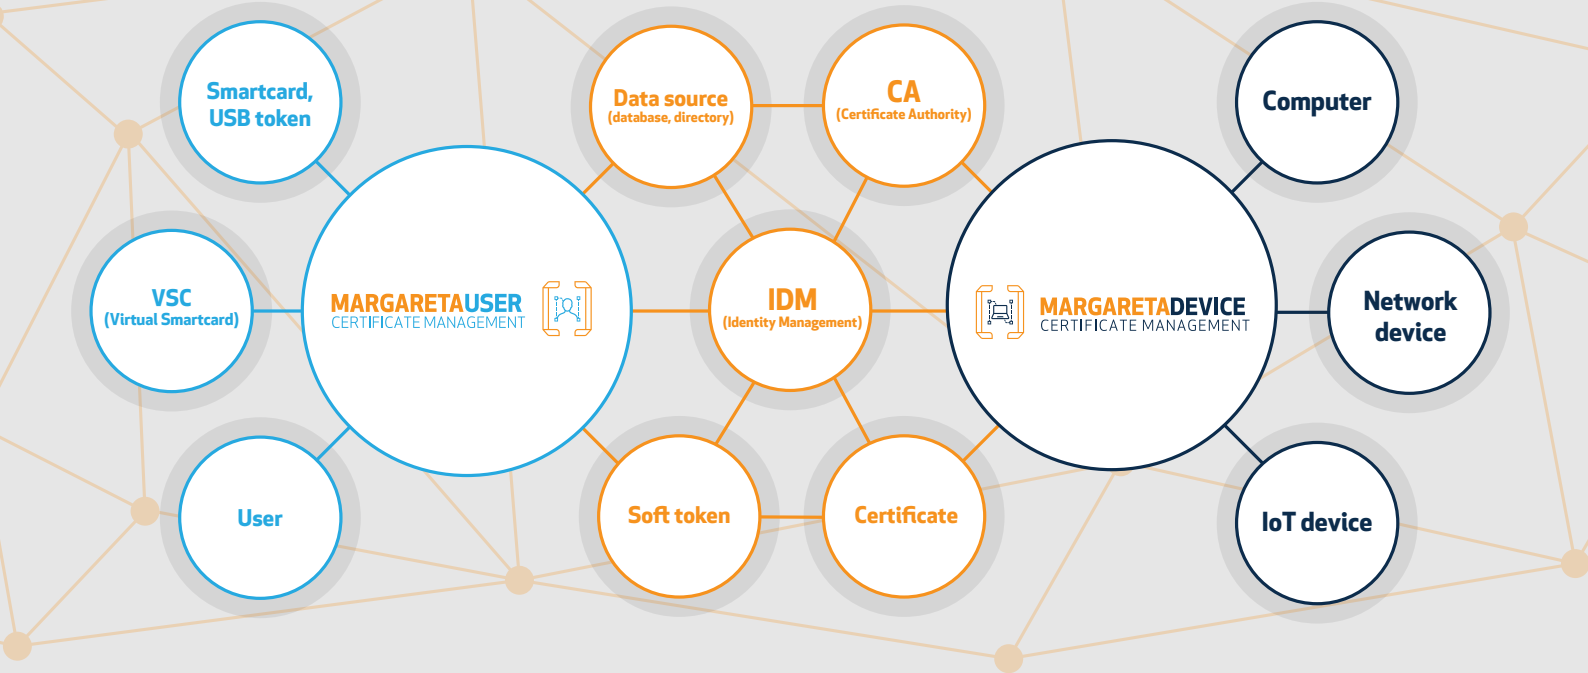 Smartcard,
USB token
Data source
(database, directory)
CA
(Certificate Authority)
Computer
VSC
(Virtual Smartcard)
MARGARETAUSER
CERTIFICATE MANAGEMENT
IDM
(Identity Management)
MARGARETADEVICE
CERTIFICATE MANAGEMENT
Network
device
User
Soft token
Certificate
IoT device